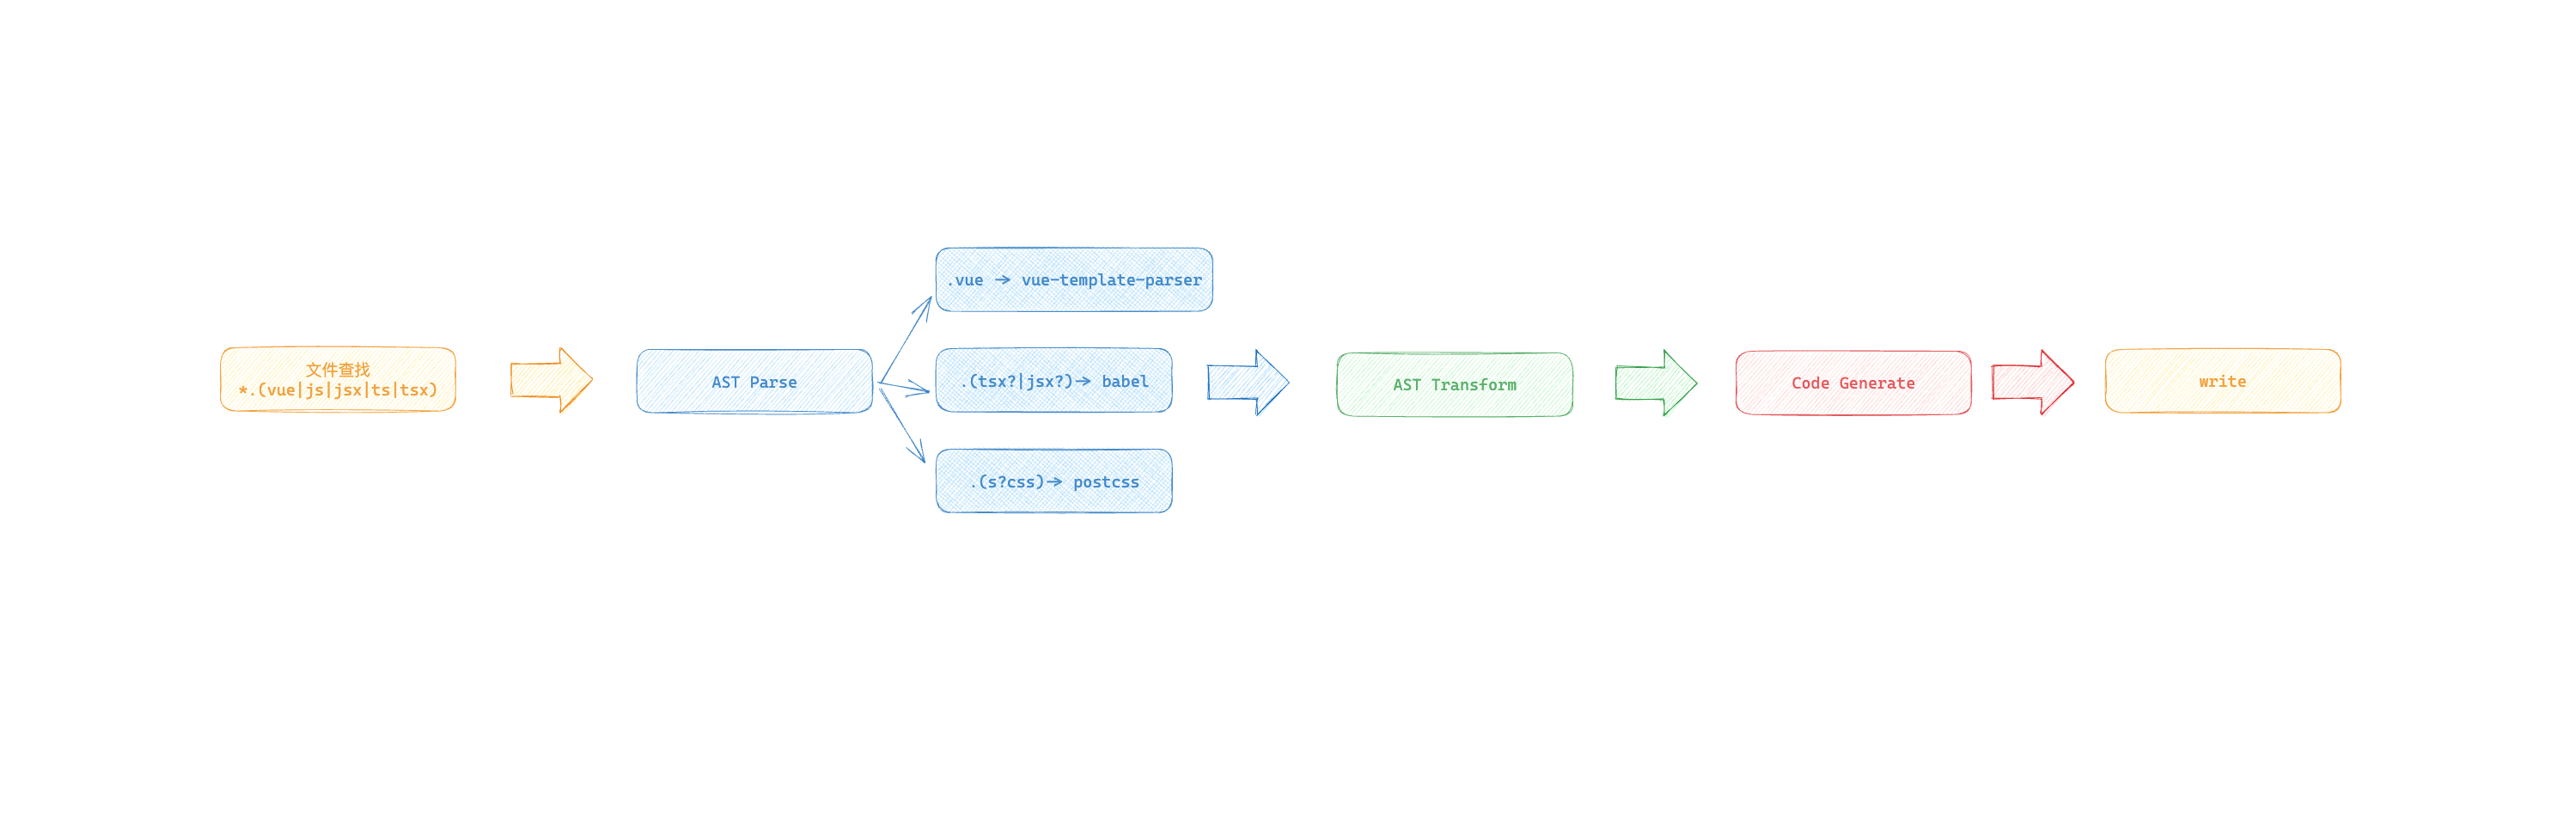 文件查找
*.(vue|js|jsx|ts|tsx)
AST Parse
.vue → vue-template-parser
.(tsx?|jsx?)→ babel
.(s?css)→ postcss
AST Transform
Code Generate
write